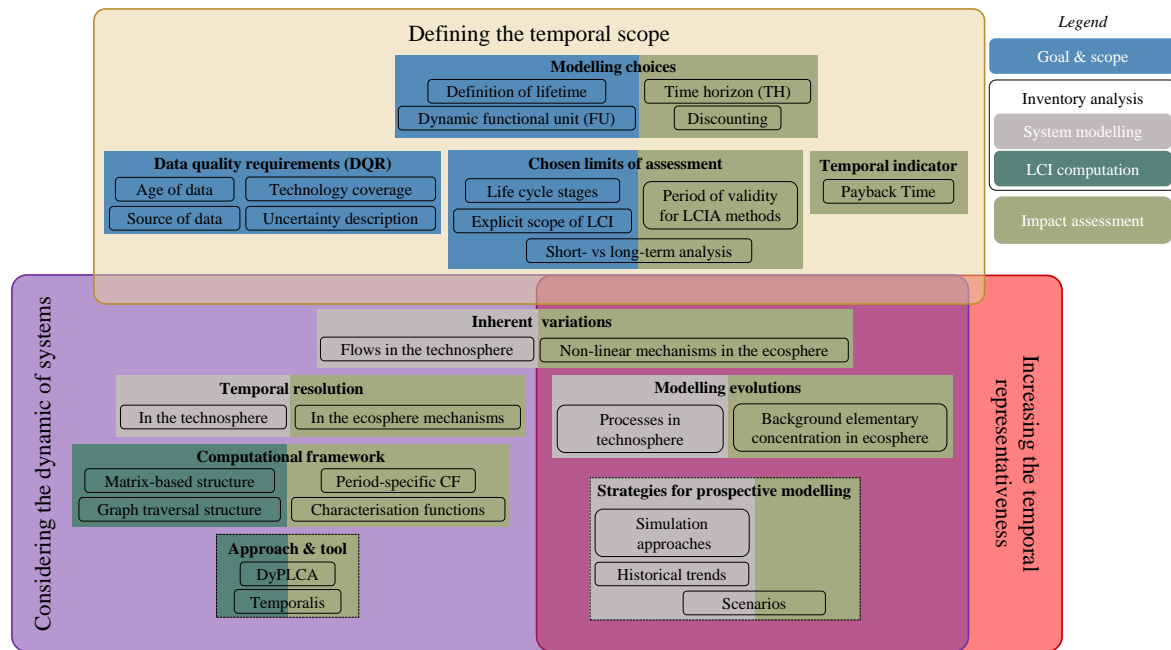 Defining the temporal scope
Modelling choices
Definition of lifetime
Time horizon (TH)
Dynamic functional unit (FU)
Discounting
Data quality requirements (DQR)
Age of data
Technology coverage
Source of data
Uncertainty description
Chosen limits of assessment
Life cycle stages
Explicit scope of LCI
Period of validity
for LCIA methods
Short- vs long-term analysis
Temporal indicator
Payback Time
Legend
Goal & scope
Inventory analysis
System modelling
LCI computation
Impact assessment
Considering the dynamic of systems
Inherent variations
Flows in the technosphere
Non-linear mechanisms in the ecosphere
Temporal resolution
In the technosphere
In the ecosphere mechanisms
Computational framework
Matrix-based structure
Period-specific CF
Graph traversal structure
Characterisation functions
Approach & tool
DyPLCA
Temporalis
Modelling evolutions
Processes in
technosphere
Background elementary
concentration in ecosphere
Strategies for prospective modelling
Simulation
approaches
Historical trends
Scenarios
Increasing the temporal
representativeness